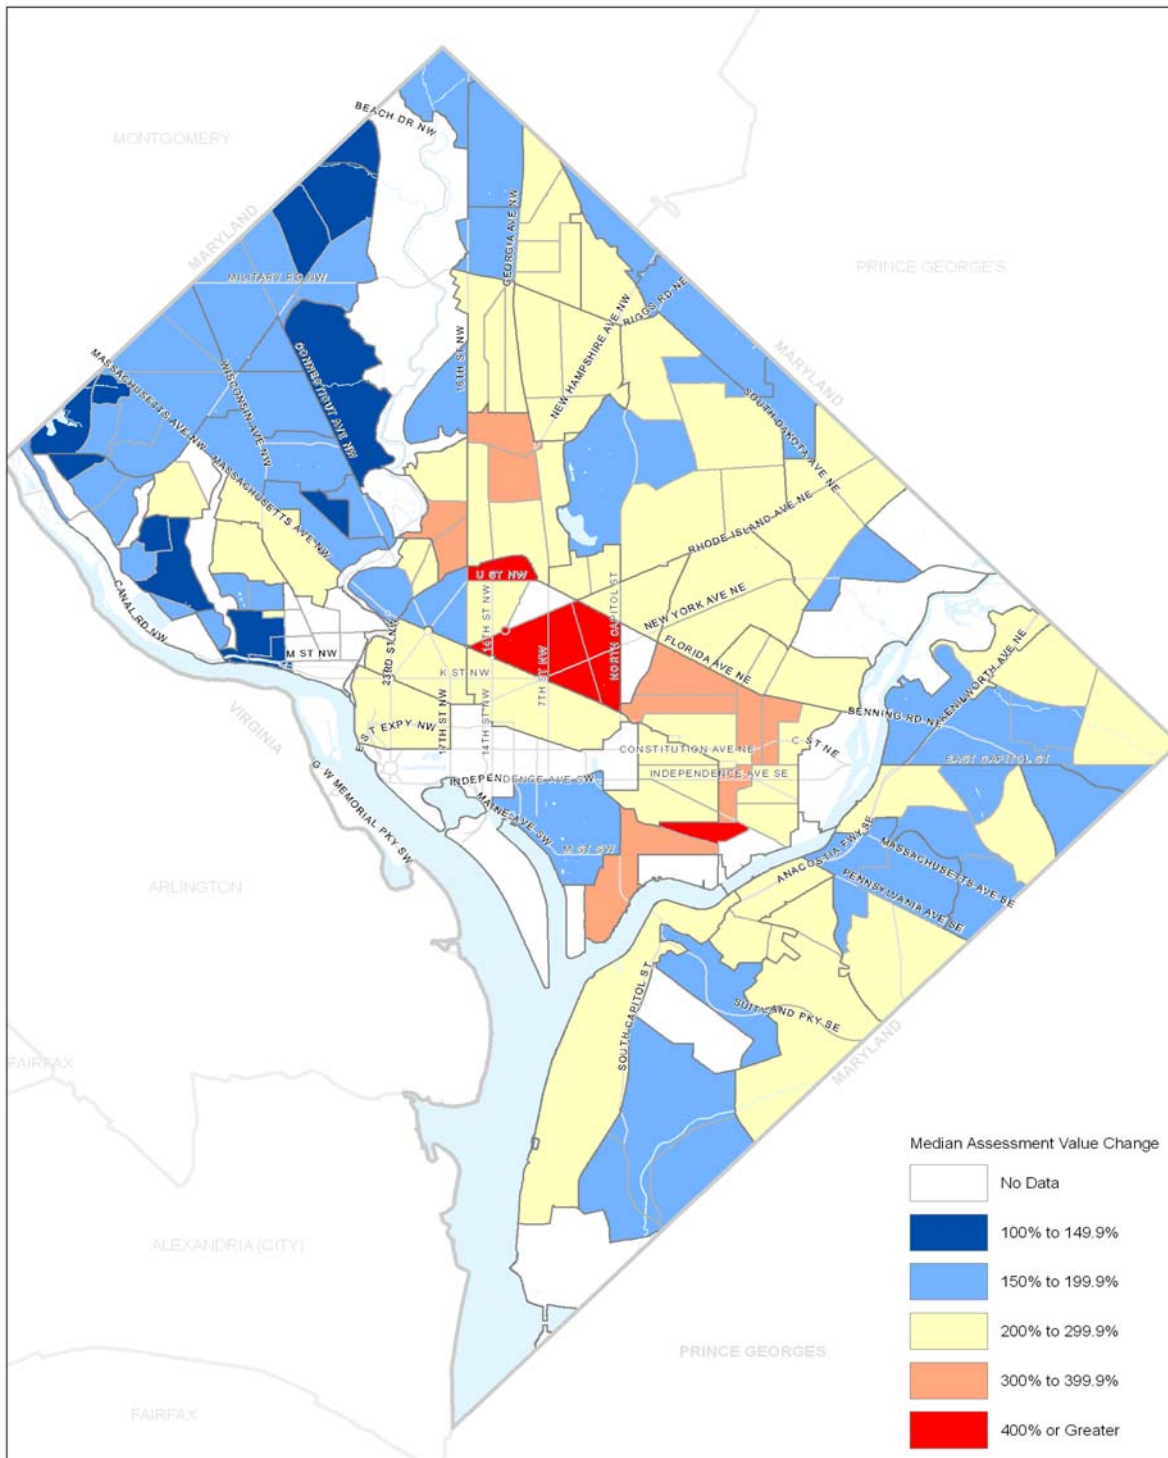 BEACH DR NW
MONTGOMERY
MARYLAND
GEORGIA AVE NW
PRINCE GEORGE'S
MILITARY RD NW
RIGGS RD NE
NEW HAMPSHIRE AVE NW
16TH ST NW
MARYLAND
CONNECTICUT AVE NW
MASSACHUSETTS AVE NW
WISCONSIN AVE NW
SOUTH DAKOTA AVE NE
MASSACHUSETTS AVE NW
RHODE ISLAND AVE NE
U ST NW
CANAL RD NW
14TH ST NW
NORTH CAPITOL ST
NEW YORK AVE NE
M ST NW
23RD ST NW
FLORIDA AVE NE
KENILWORTH AVE NE
K ST NW
7TH ST NW
VIRGINIA
E S T EXPY NW
17TH ST NW
14TH ST NW
BENNING RD NE
C ST NE
CONSTITUTION AVE NE
EAST CAPITOL ST
G W MEMORIAL PKY SW
INDEPENDENCE AVE SW
INDEPENDENCE AVE SE
MAINE AVE SW
M ST SW
ANACOSTIA FWY SE
MASSACHUSETTS AVE SE
PENNSYLVANIA AVE SE
ARLINGTON
SOUTH CAPITOL ST
SUITLAND PKY SE
MARYLAND
FAIRFAX
ALEXANDRIA (CITY)
PRINCE GEORGES
FAIRFAX
Median Assessment Value Change
No Data
100% to 149.9%
150% to 199.9%
200% to 299.9%
300% to 399.9%
400% or Greater